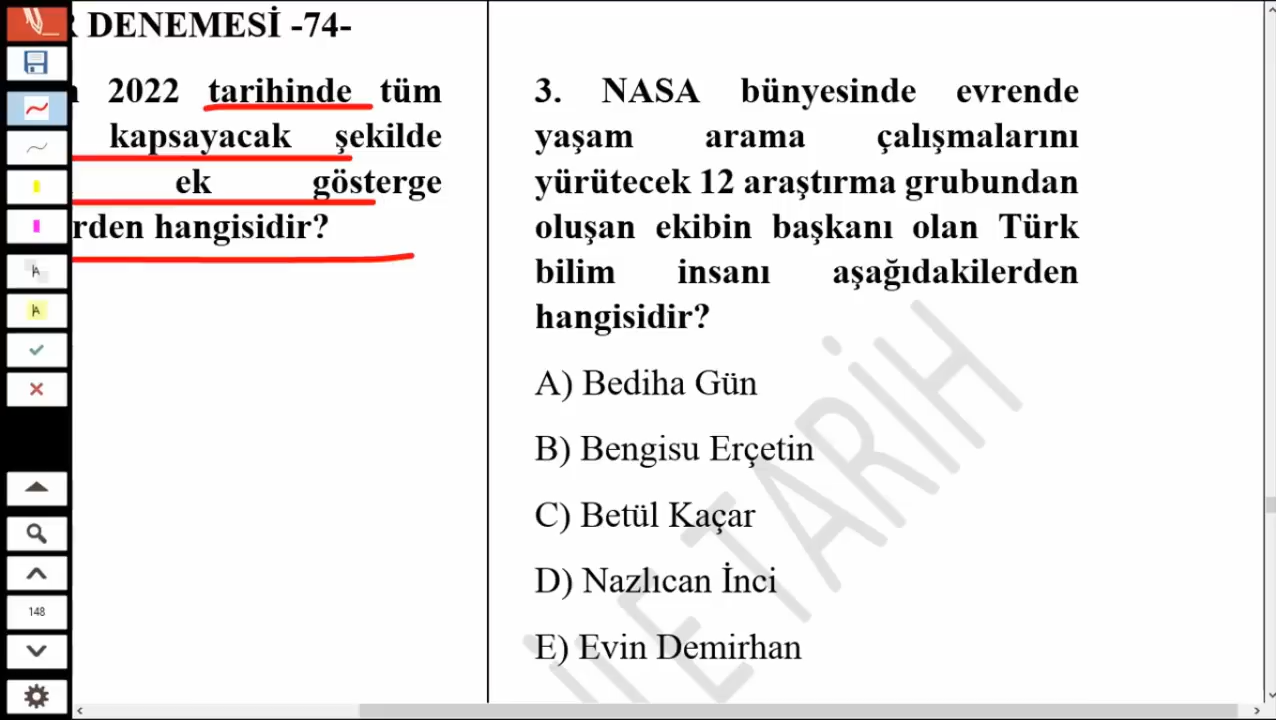 R DENEMESİ -74-
2022 tarihinde tüm
kapsayacak şekilde
ek gösterge
rden hangisidir?
3. NASA bünyesinde evrende
yaşam arama çalışmalarını
yürütecek 12 araştırma grubundan
oluşan ekibin başkanı olan Türk
bilim insanı aşağıdakilerden
hangisidir?
A) Bediha Gün
B) Bengisu Erçetin
C) Betül Kaçar
D) Nazlıcan İnci
E) Evin Demirhan
E TARİH
148